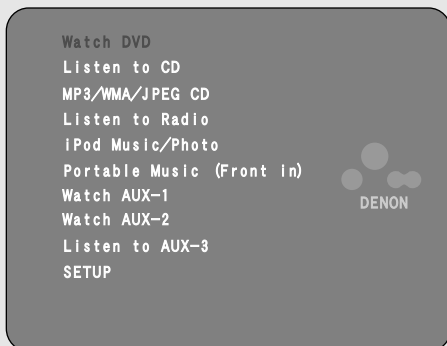 Watch DVD
Listen to CD
MP3/WMA/JPEG CD
Listen to Radio
iPod Music/Photo
Portable Music (Front in)
Watch AUX-1
DENON
Watch AUX-2
Listen to AUX-3
SETUP